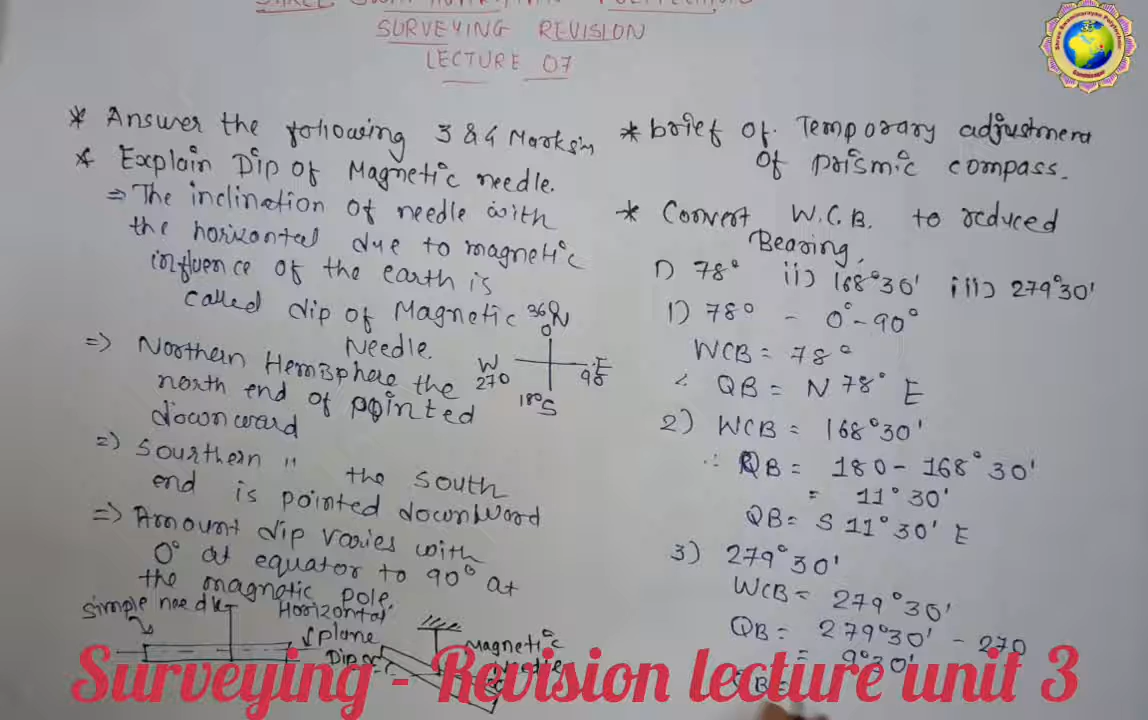 SURVEYING REVISION
LECTURE 07
* Answer the following 3 & 4 Marks
* Explain Dip of Magnetic needle.
⇒ The inclination of needle with
the horizontal due to magnetic
influence of the earth is
called dip of Magnetic
Needle.
360 N
0
W
270
E
90
180 S
⇒ Northern Hemisphere the
north end of pointed
downward
⇒ Sourthern " the south
end is pointed downword
⇒ Amount dip varies with
0° at equator to 90° at
the magnetic pole.
Simple needle
Horizontal
plane
Dip
Magnetic
* brief of Temporary adjustment
of prismic compass.
* Convert W.C.B. to reduced
Bearing.
i) 78° ii) 168°30' iii) 279°30'
1) 78° - 0°-90°
WCB = 78°
∴ QB = N 78° E
2) WCB = 168°30'
∴ QB = 180 - 168°30'
= 11°30'
QB = S 11°30' E
3) 279°30'
WCB = 279°30'
QB = 279°30' - 270
= 9°30'
Surveying - Revision lecture unit 3